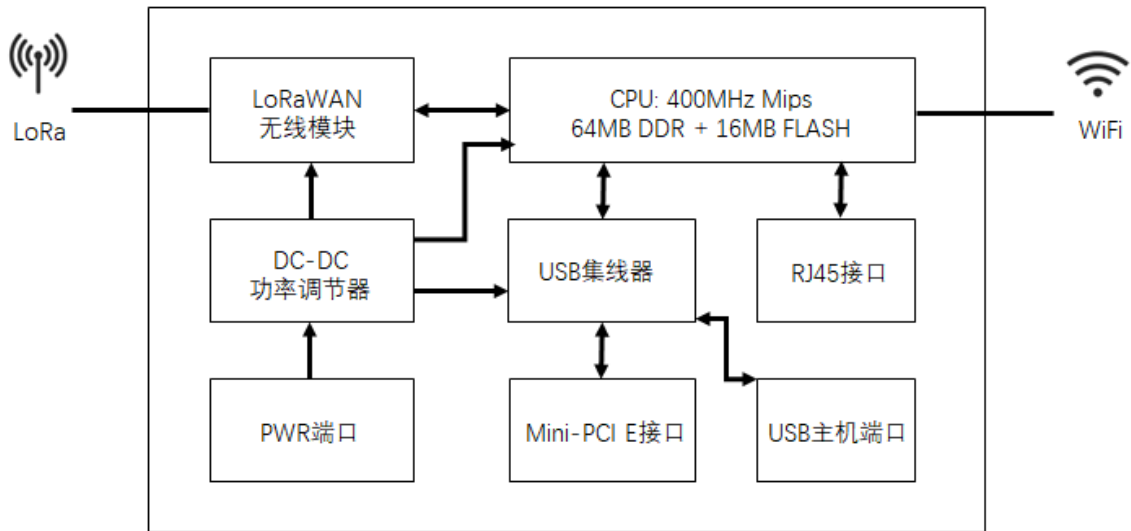 LoRa
LoRaWAN
无线模块
CPU: 400MHz Mips
64MB DDR + 16MB FLASH
WiFi
DC-DC
功率调节器
USB集线器
RJ45接口
PWR端口
Mini-PCI E接口
USB主机端口